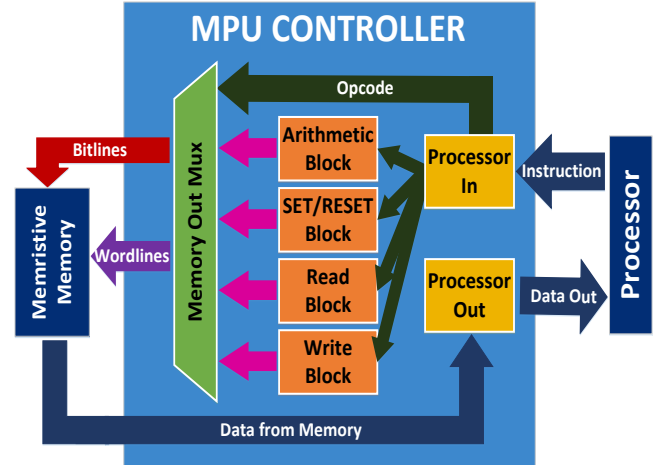 MPU CONTROLLER
Opcode
Bitlines
Wordlines
Memristive
Memory
Memory Out Mux
Arithmetic
Block
SET/RESET
Block
Read
Block
Write
Block
Processor
In
Instruction
Processor
Out
Data Out
Processor
Data from Memory